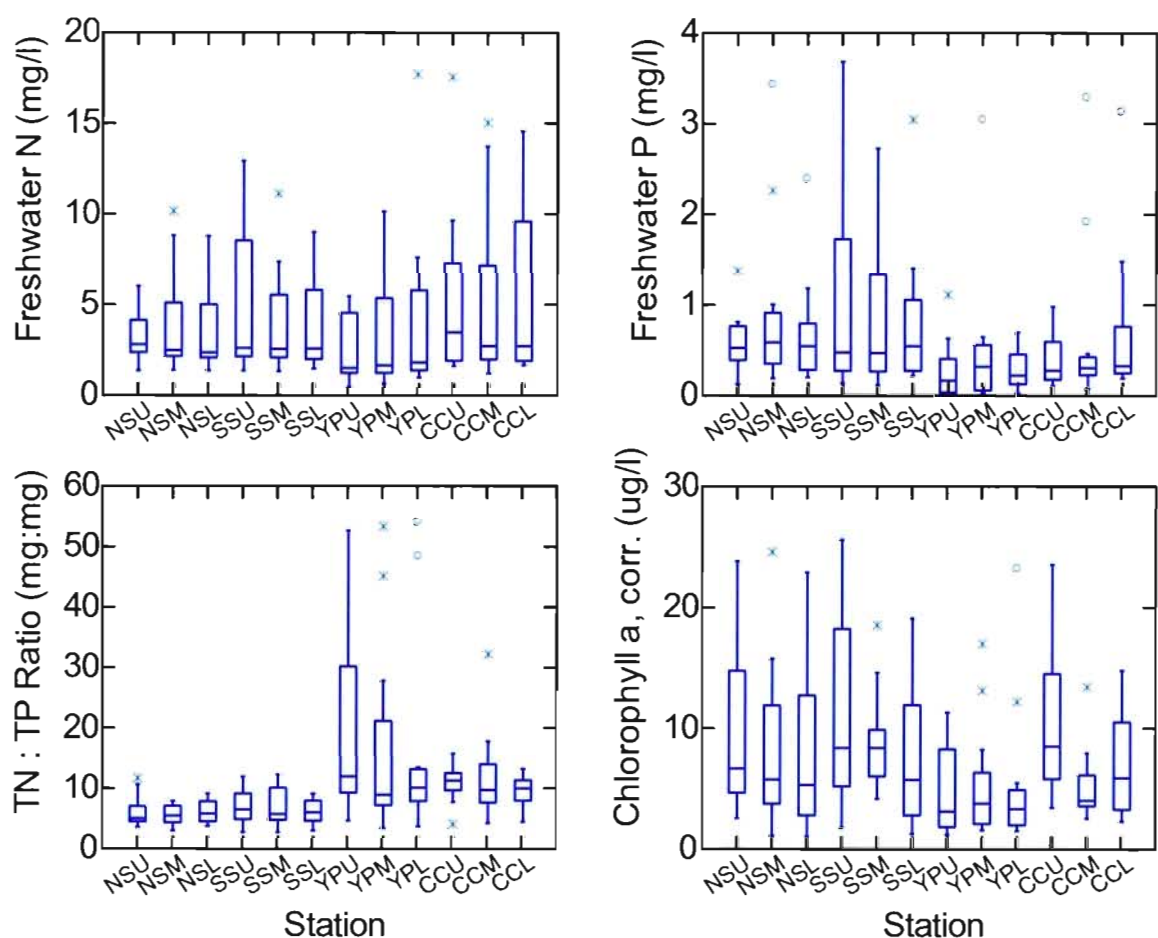 Freshwater N (mg/l)
20
15
10
5
0
NSU NSM NSL SSU SSM SSL YPU YPM YPL CCU CCM CCL
Freshwater P (mg/l)
4
3
2
1
0
NSU NSM NSL SSU SSM SSL YPU YPM YPL CCU CCM CCL
TN : TP Ratio (mg:mg)
60
50
40
30
20
10
0
NSU NSM NSL SSU SSM SSL YPU YPM YPL CCU CCM CCL
Station
Chlorophyll a, corr. (ug/l)
30
20
10
0
NSU NSM NSL SSU SSM SSL YPU YPM YPL CCU CCM CCL
Station